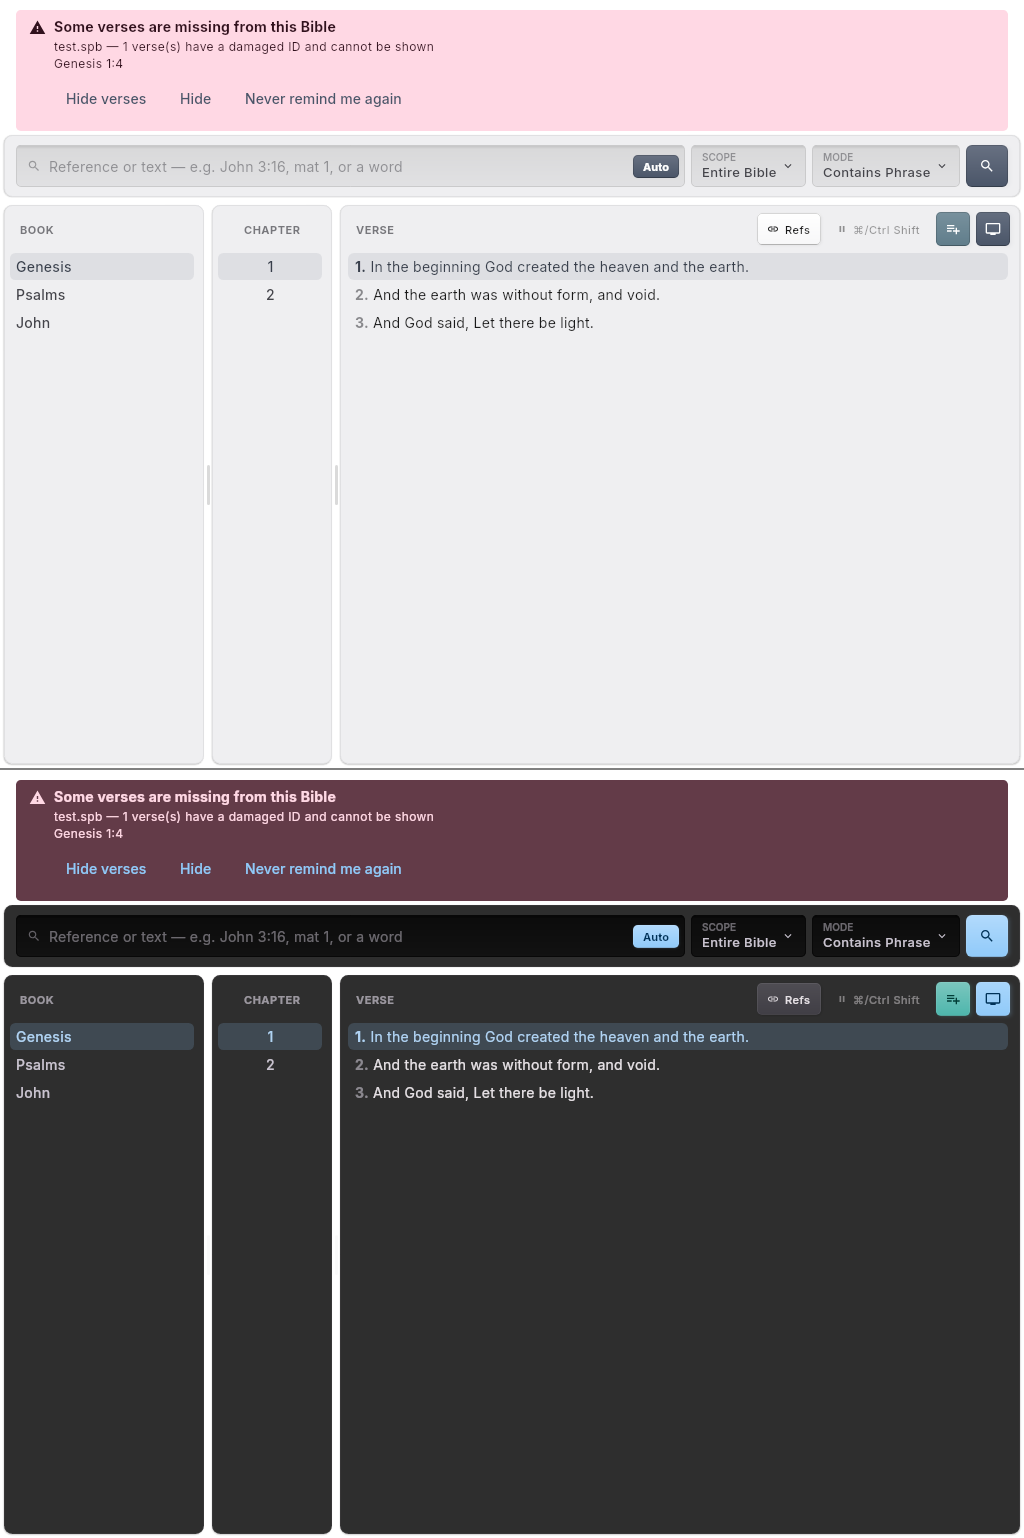 Some verses are missing from this Bible
test.spb — 1 verse(s) have a damaged ID and cannot be shown
Genesis 1:4
Hide verses Hide Never remind me again
Reference or text — e.g. John 3:16, mat 1, or a word Auto
SCOPE
Entire Bible
MODE
Contains Phrase
BOOK
Genesis
Psalms
John
CHAPTER
1
2
VERSE Refs ⌘/Ctrl Shift
1. In the beginning God created the heaven and the earth.
2. And the earth was without form, and void.
3. And God said, Let there be light.
Some verses are missing from this Bible
test.spb — 1 verse(s) have a damaged ID and cannot be shown
Genesis 1:4
Hide verses Hide Never remind me again
Reference or text — e.g. John 3:16, mat 1, or a word Auto
SCOPE
Entire Bible
MODE
Contains Phrase
BOOK
Genesis
Psalms
John
CHAPTER
1
2
VERSE Refs ⌘/Ctrl Shift
1. In the beginning God created the heaven and the earth.
2. And the earth was without form, and void.
3. And God said, Let there be light.